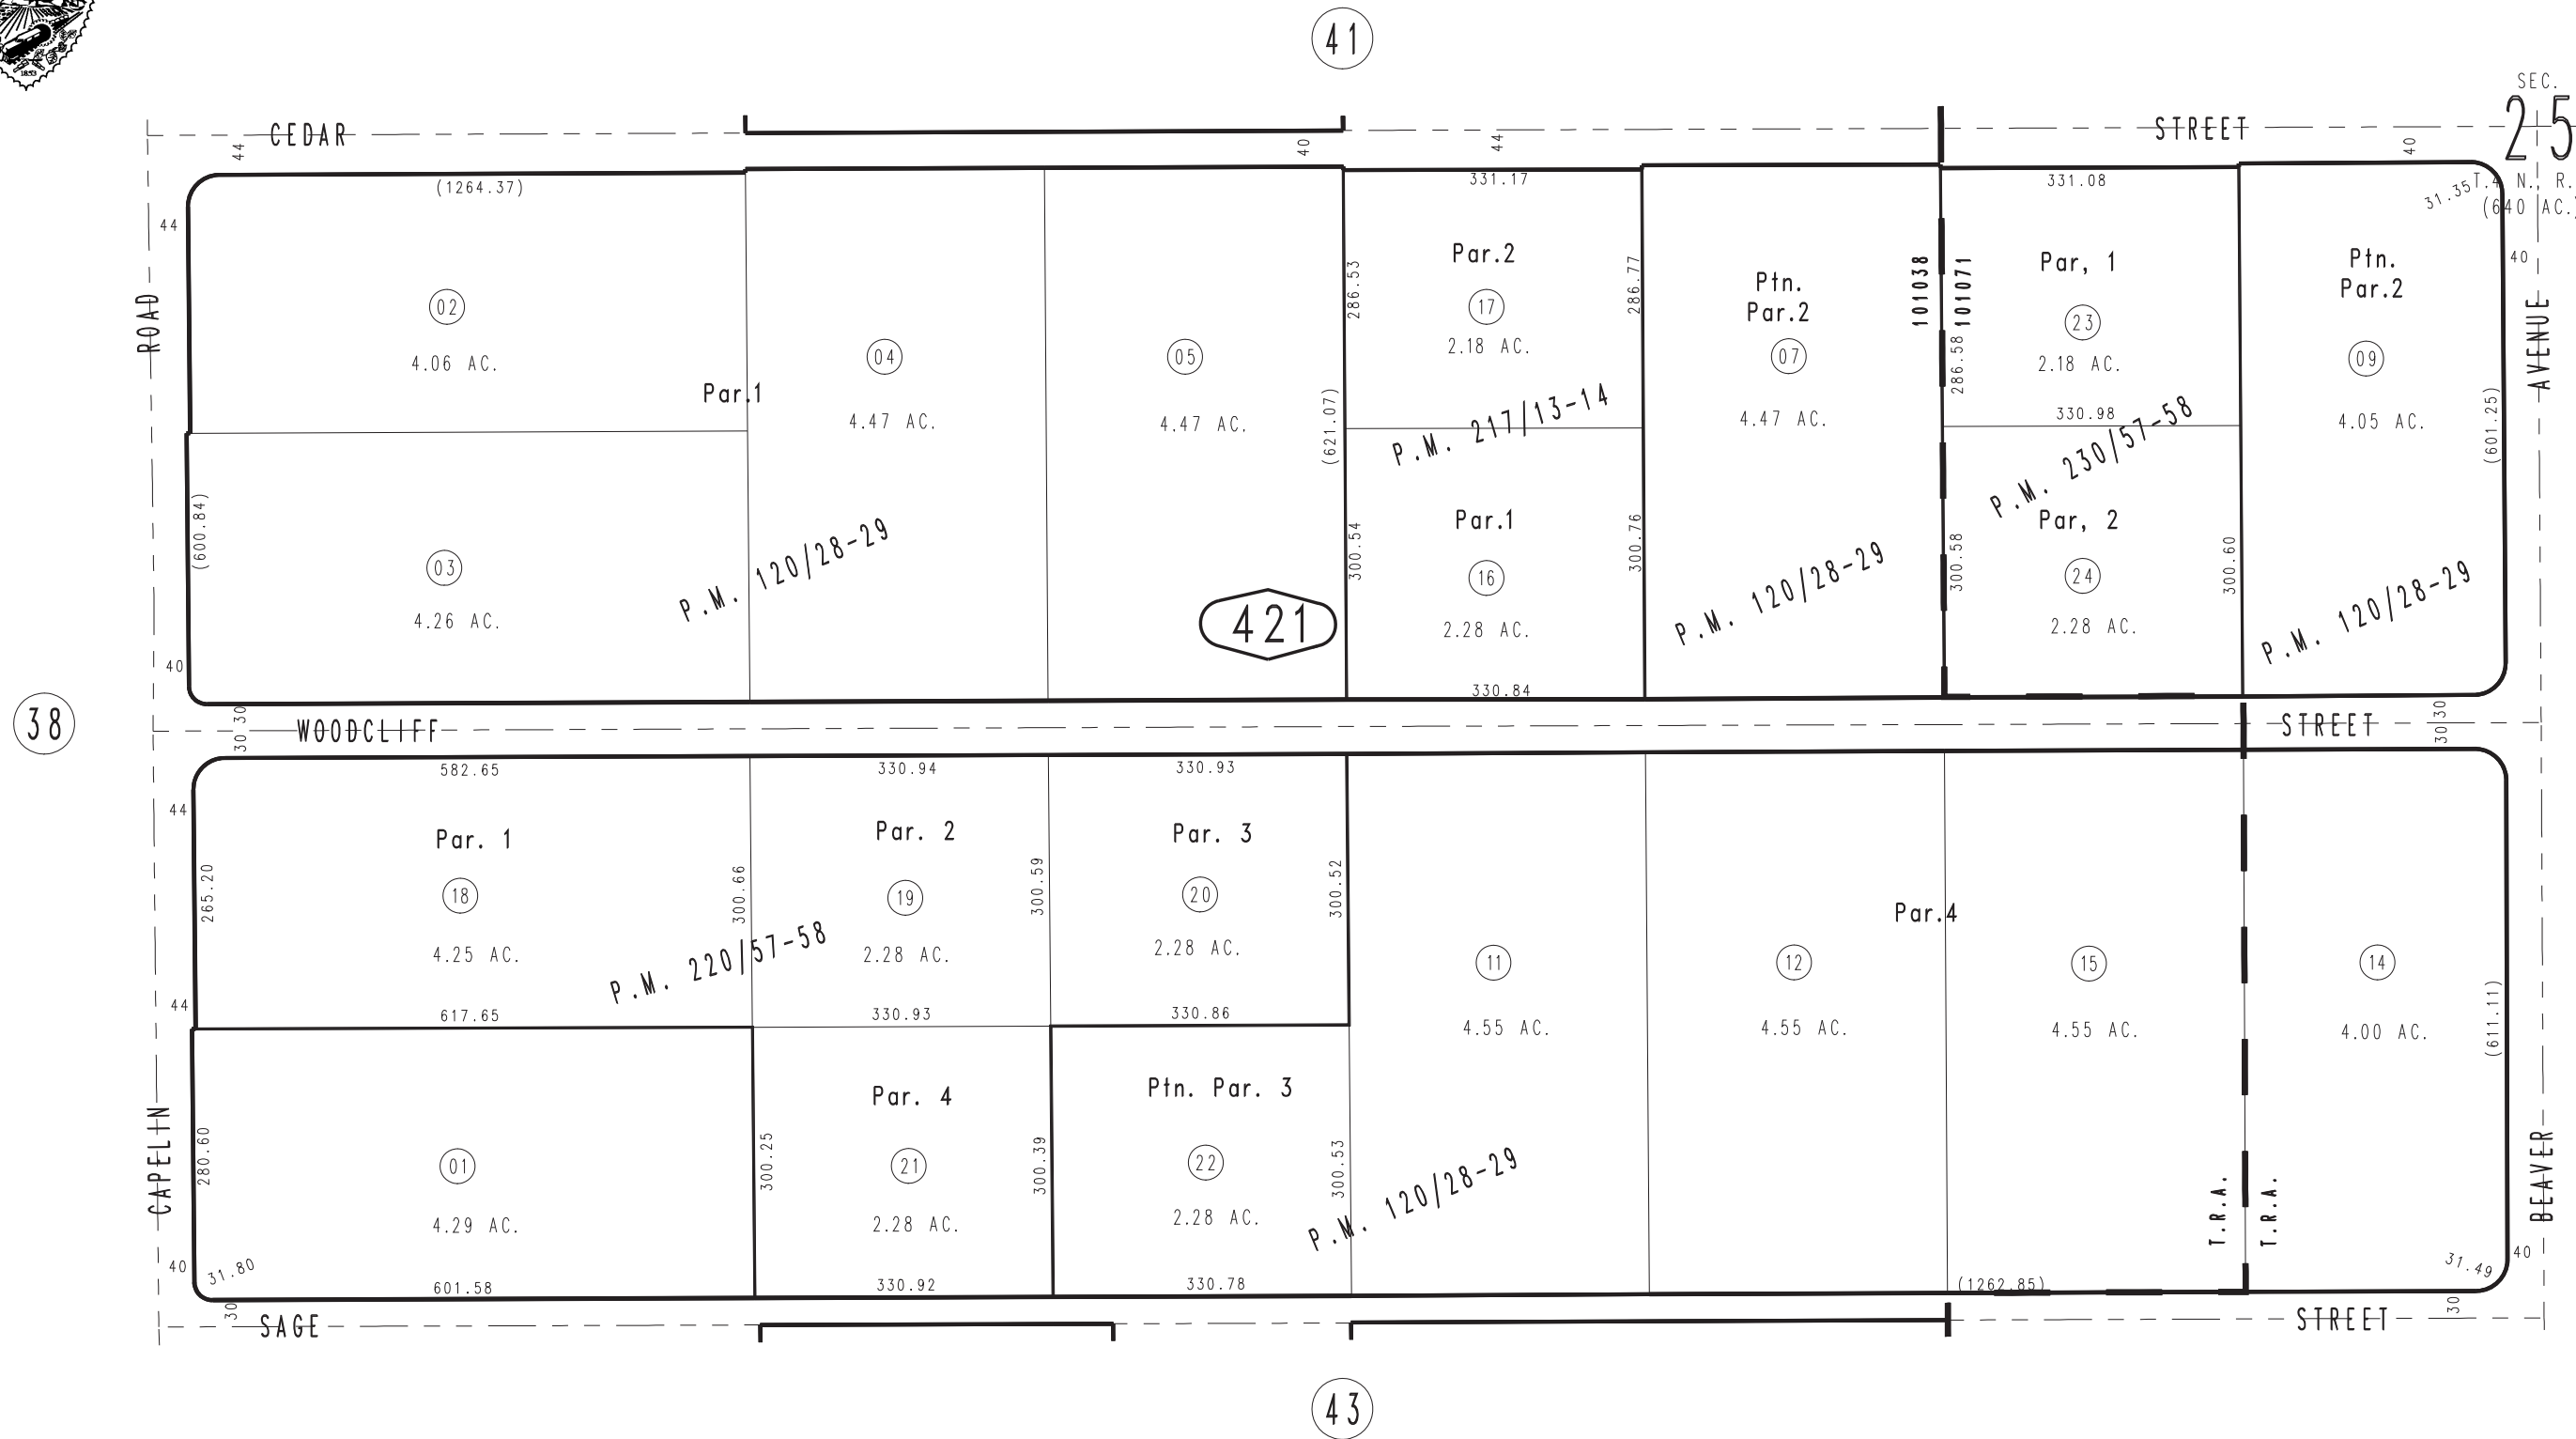 41
SEC.
25
CEDAR
STREET
44
40
44
40
T.4 N., R.
(640 AC.)
(1264.37)
331.17
331.08
31.35
44
40
ROAD
AVENUE
02
4.06 AC.
Par.1
04
4.47 AC.
05
4.47 AC.
286.53
Par.2
17
2.18 AC.
286.77
Ptn.
Par.2
07
4.47 AC.
101038
101071
286.58
Par, 1
23
2.18 AC.
330.98
Ptn.
Par.2
09
4.05 AC.
(601.25)
(621.07)
P.M. 217/13-14
P.M. 230/57-58
(600.84)
03
4.26 AC.
P.M. 120/28-29
421
300.54
Par.1
16
2.28 AC.
330.84
300.76
P.M. 120/28-29
300.58
Par, 2
24
2.28 AC.
300.60
P.M. 120/28-29
40
38
30
30
WOODCLIFF
STREET
30
30
582.65
330.94
330.93
44
265.20
Par. 1
18
4.25 AC.
617.65
44
300.66
P.M. 220/57-58
Par. 2
19
2.28 AC.
330.93
300.59
Par. 3
20
2.28 AC.
330.86
300.52
11
4.55 AC.
12
4.55 AC.
Par.4
15
4.55 AC.
14
4.00 AC.
(611.11)
CAPELIN
280.60
01
4.29 AC.
601.58
31.80
40
300.25
Par. 4
21
2.28 AC.
330.92
300.39
Ptn. Par. 3
22
2.28 AC.
330.78
300.53
P.M. 120/28-29
(1262.85)
T.R.A.
T.R.A.
31.49
40
BEAVER
30
SAGE
STREET
30
43
1853